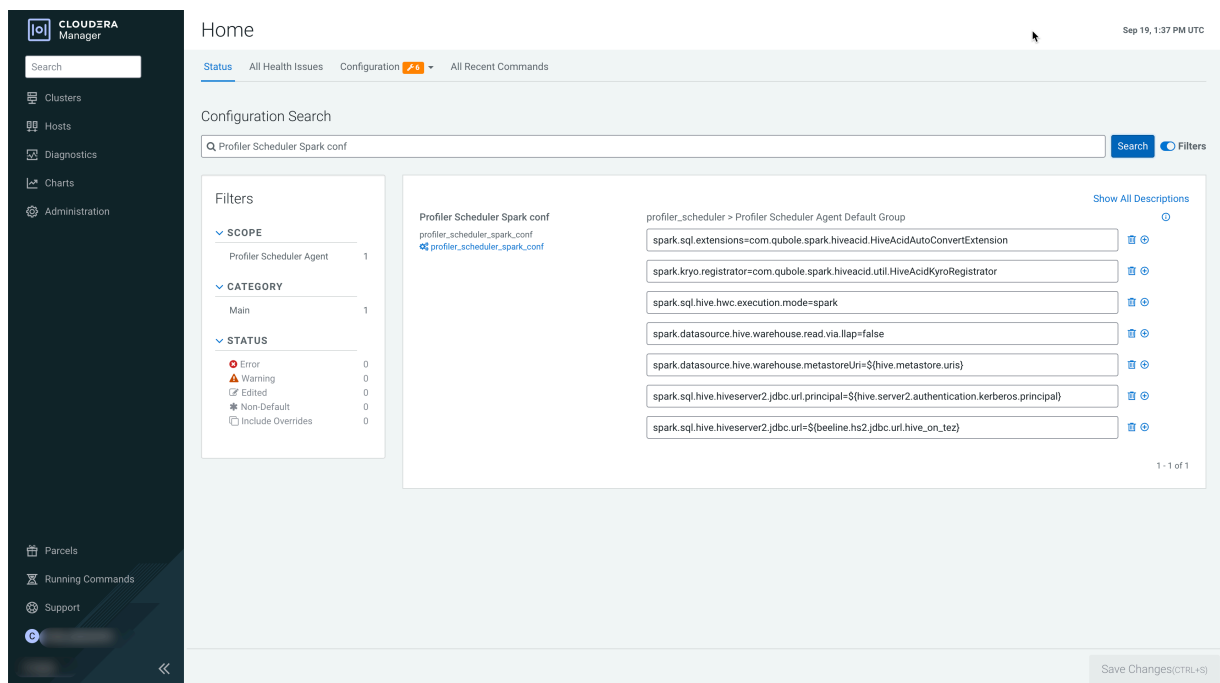 CLOUDERA
Manager
Home
Sep 19, 1:37 PM UTC
Search
Status
All Health Issues
Configuration
6
All Recent Commands
Clusters
Hosts
Diagnostics
Charts
Administration
Configuration Search
Profiler Scheduler Spark conf
Search
Filters
Filters
SCOPE
Profiler Scheduler Agent 1
CATEGORY
Main 1
STATUS
Error 0
Warning 0
Edited 0
Non-Default 0
Include Overrides 0
Show All Descriptions
Profiler Scheduler Spark conf
profiler_scheduler_spark_conf
profiler_scheduler_spark_conf
profiler_scheduler > Profiler Scheduler Agent Default Group
spark.sql.extensions=com.qubole.spark.hiveacid.HiveAcidAutoConvertExtension
spark.kryo.registrator=com.qubole.spark.hiveacid.util.HiveAcidKyroRegistrator
spark.sql.hive.hwc.execution.mode=spark
spark.datasource.hive.warehouse.read.via.llap=false
spark.datasource.hive.warehouse.metastoreUri=${hive.metastore.uris}
spark.sql.hive.hiveserver2.jdbc.url.principal=${hive.server2.authentication.kerberos.principal}
spark.sql.hive.hiveserver2.jdbc.url=${beeline.hs2.jdbc.url.hive_on_tez}
1 - 1 of 1
Parcels
Running Commands
Support
C
Save Changes(CTRL+S)